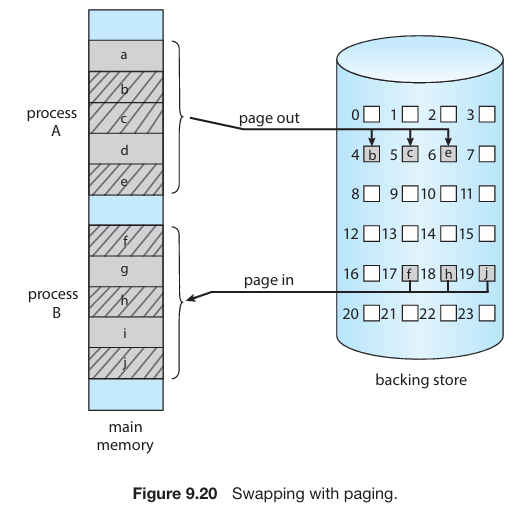 a
b
c
d
e
process
A
f
g
h
i
j
process
B
main
memory
page out
page in
0 1 2 3
4 b 5 c 6 e 7
8 9 10 11
12 13 14 15
16 17 f 18 h 19 j
20 21 22 23
backing store
Figure 9.20 Swapping with paging.